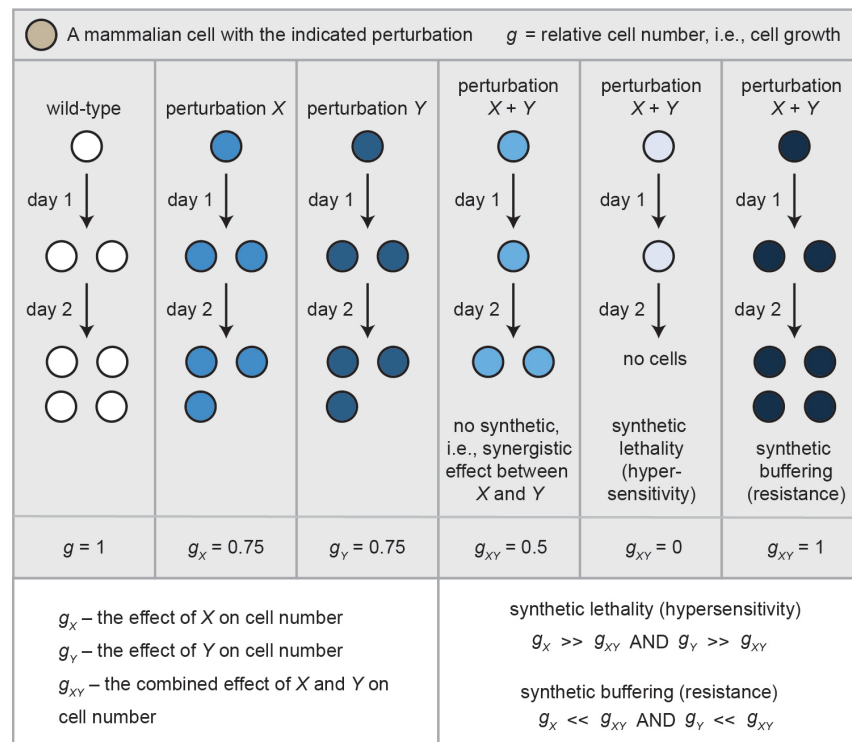 A mammalian cell with the indicated perturbation
g = relative cell number, i.e., cell growth
wild-type
day 1
day 2
g = 1
perturbation X
day 1
day 2
gX = 0.75
perturbation Y
day 1
day 2
gY = 0.75
perturbation
X + Y
day 1
day 2
no synthetic,
i.e., synergistic
effect between
X and Y
gXY = 0.5
perturbation
X + Y
day 1
day 2
no cells
synthetic
lethality
(hyper-
sensitivity)
gXY = 0
perturbation
X + Y
day 1
day 2
synthetic
buffering
(resistance)
gXY = 1
gX – the effect of X on cell number
gY – the effect of Y on cell number
gXY – the combined effect of X and Y on
cell number
synthetic lethality (hypersensitivity)
gX >> gXY AND gY >> gXY
synthetic buffering (resistance)
gX << gXY AND gY << gXY